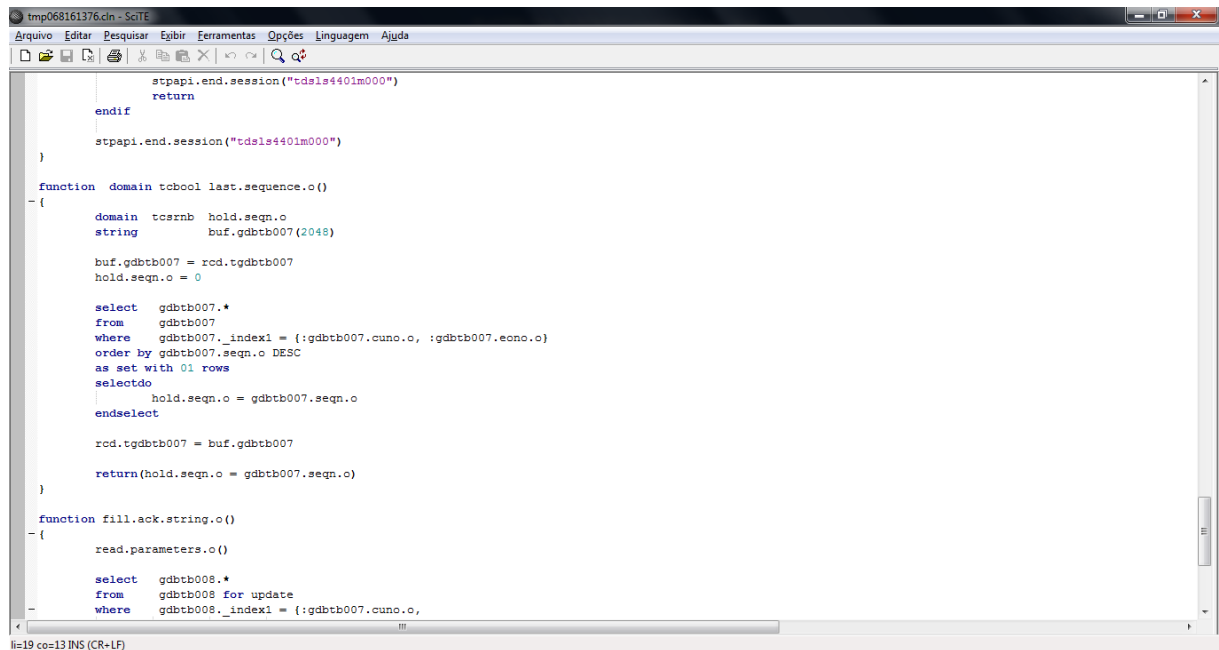 tmp068161376.cln - SciTE
Arquivo Editar Pesquisar Exibir Ferramentas Opções Linguagem Ajuda
stpapi.end.session("tdsls4401m000")
return
endif
stpapi.end.session("tdsls4401m000")
}
function domain tcbool last.sequence.o()
{
domain tcsrnb hold.seqn.o
string buf.gdbtb007(2048)
buf.gdbtb007 = rcd.tgdbtb007
hold.seqn.o = 0
select gdbtb007.*
from gdbtb007
where gdbtb007._index1 = {:gdbtb007.cuno.o, :gdbtb007.eono.o}
order by gdbtb007.seqn.o DESC
as set with 01 rows
selectdo
hold.seqn.o = gdbtb007.seqn.o
endselect
rcd.tgdbtb007 = buf.gdbtb007
return(hold.seqn.o = gdbtb007.seqn.o)
}
function fill.ack.string.o()
{
read.parameters.o()
select gdbtb008.*
from gdbtb008 for update
where gdbtb008._index1 = {:gdbtb007.cuno.o,
li=19 co=13 INS (CR+LF)